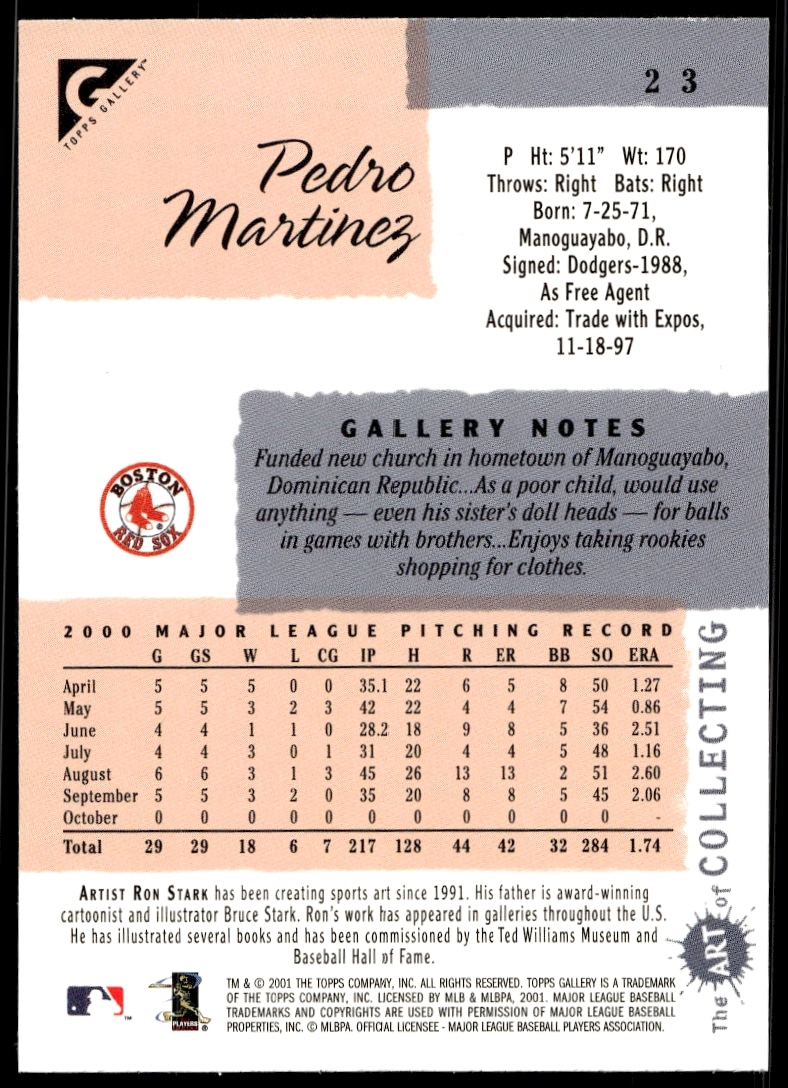 G
TOPPS GALLERY™
23
Pedro
Martinez
P Ht: 5'11" Wt: 170
Throws: Right Bats: Right
Born: 7-25-71,
Manoguayabo, D.R.
Signed: Dodgers-1988,
As Free Agent
Acquired: Trade with Expos,
11-18-97
GALLERY NOTES
Funded new church in hometown of Manoguayabo,
Dominican Republic...As a poor child, would use
anything — even his sister's doll heads — for balls
in games with brothers...Enjoys taking rookies
shopping for clothes.
BOSTON
RED SOX
®
2000 MAJOR LEAGUE PITCHING RECORD
G GS W L CG IP H R ER BB SO ERA
April 5 5 5 0 0 35.1 22 6 5 8 50 1.27
May 5 5 3 2 3 42 22 4 4 7 54 0.86
June 4 4 1 1 0 28.2 18 9 8 5 36 2.51
July 4 4 3 0 1 31 20 4 4 5 48 1.16
August 6 6 3 1 3 45 26 13 13 2 51 2.60
September 5 5 3 2 0 35 20 8 8 5 45 2.06
October 0 0 0 0 0 0 0 0 0 0 0 -
Total 29 29 18 6 7 217 128 44 42 32 284 1.74
The ART of COLLECTING
ARTIST RON STARK has been creating sports art since 1991. His father is award-winning
cartoonist and illustrator Bruce Stark. Ron's work has appeared in galleries throughout the U.S.
He has illustrated several books and has been commissioned by the Ted Williams Museum and
Baseball Hall of Fame.
™
PLAYERS
®
TM & © 2001 THE TOPPS COMPANY, INC. ALL RIGHTS RESERVED. TOPPS GALLERY IS A TRADEMARK
OF THE TOPPS COMPANY, INC. LICENSED BY MLB & MLBPA, 2001. MAJOR LEAGUE BASEBALL
TRADEMARKS AND COPYRIGHTS ARE USED WITH PERMISSION OF MAJOR LEAGUE BASEBALL
PROPERTIES, INC. © MLBPA. OFFICIAL LICENSEE - MAJOR LEAGUE BASEBALL PLAYERS ASSOCIATION.